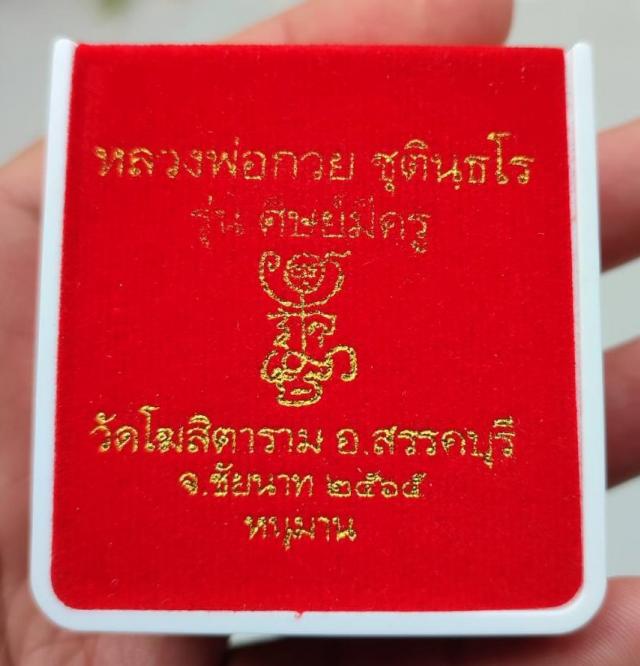 หลวงพ่อกวย ชุตินฺธโร
รุ่น ศิษย์มีครู
วัดโฆสิตาราม อ.สรรคบุรี
จ.ชัยนาท ๒๕๖๕
หนุมาน